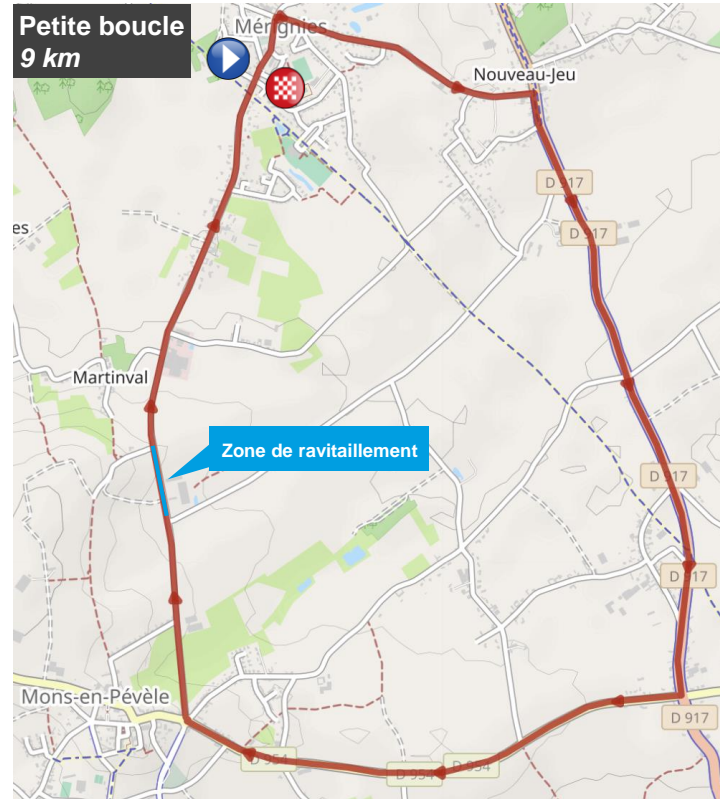 Petite boucle
9 km
Mérignies
Nouveau-Jeu
D 917
D 917
es
Martinval
Zone de ravitaillement
D 917
D 917
Mons-en-Pévèle
D 917
D 954
D 954
D 954